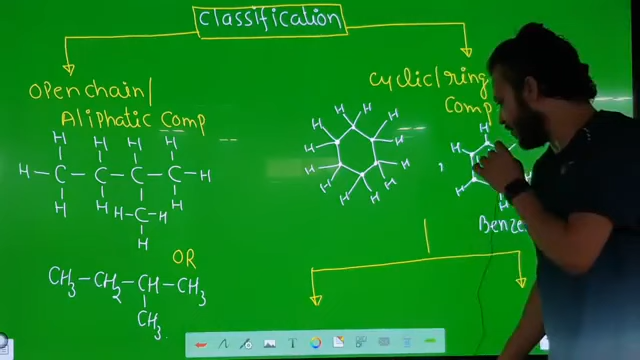 Classification
Open chain/
Aliphatic Comp
H H H H
H-C-C-C-C-H
H H H
H-C-H
H
OR
CH3-CH2-CH-CH3
CH3
Cyclic/ring
Comp
H H
H H
H H
H H
H H
H H
,
H
H
H
H
Benze
T